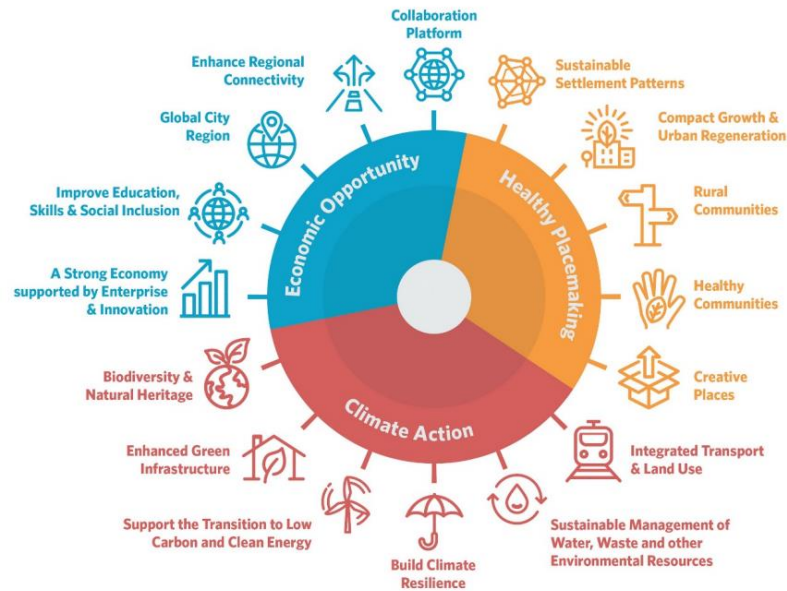 Collaboration
Platform
Sustainable
Settlement Patterns
Compact Growth &
Urban Regeneration
Rural
Communities
Healthy
Communities
Creative
Places
Integrated Transport
& Land Use
Sustainable Management of
Water, Waste and other
Environmental Resources
Build Climate
Resilience
Support the Transition to Low
Carbon and Clean Energy
Enhanced Green
Infrastructure
Biodiversity &
Natural Heritage
A Strong Economy
supported by Enterprise
& Innovation
Improve Education,
Skills & Social Inclusion
Global City
Region
Enhance Regional
Connectivity
Economic Opportunity
Healthy Placemaking
Climate Action